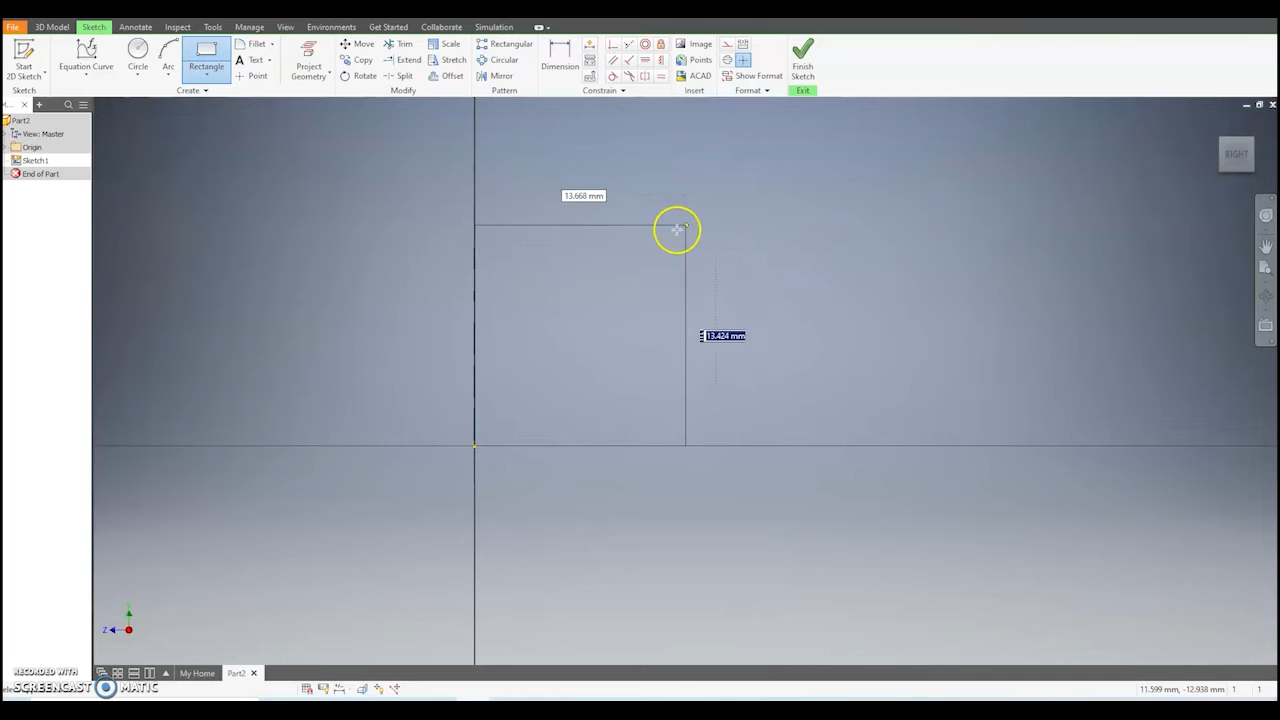 File 3D Model Sketch Annotate Inspect Tools Manage View Environments Get Started Collaborate Simulation
Start
2D Sketch
Equation Curve
Circle
Arc
Rectangle
Fillet
Text
Point
Project
Geometry
Move Trim Scale
Copy Extend Stretch
Rotate Split Offset
Rectangular
Circular
Mirror
Dimension
Image
Points
ACAD
Show Format
Finish
Sketch
Sketch Create Modify Pattern Constrain Insert Format Exit
Part2
View: Master
Origin
Sketch1
End of Part
RIGHT
13.668 mm
13.424 mm
Z
My Home Part2
RECORDED WITH
SCREENCAST MATIC
11.599 mm, -12.938 mm 1 1